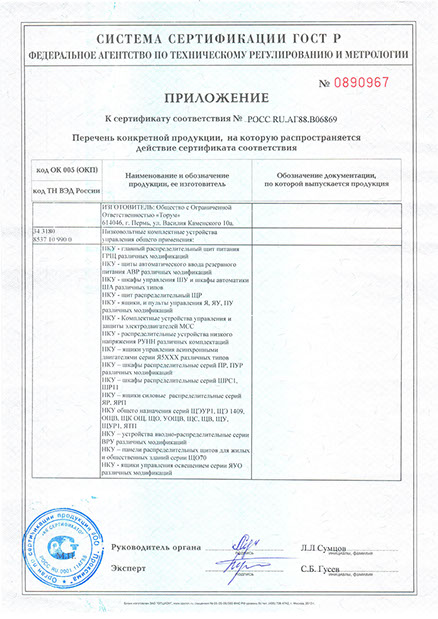 СИСТЕМА СЕРТИФИКАЦИИ ГОСТ Р
ФЕДЕРАЛЬНОЕ АГЕНТСТВО ПО ТЕХНИЧЕСКОМУ РЕГУЛИРОВАНИЮ И МЕТРОЛОГИИ
№ 0890967
ПРИЛОЖЕНИЕ
К сертификату соответствия № РОСС RU.АГ88.В06869
Перечень конкретной продукции, на которую распространяется
действие сертификата соответствия
код ОК 005 (ОКП)
код ТН ВЭД России
Наименование и обозначение
продукции, ее изготовитель
Обозначение документации,
по которой выпускается продукция
ИЗГОТОВИТЕЛЬ: Общество с Ограниченной
Ответственностью «Торум»
614046, г. Пермь, ул. Василия Каменского 10а.
34 3180
8537 10 990 0
Низковольтные комплектные устройства
управления общего применения:
НКУ - главный распределительный щит питания
ГРЩ различных модификаций
НКУ - щиты автоматического ввода резервного
питания АВР различных модификаций
НКУ - шкафы управления ШУ и шкафы автоматики
ША различных типов
НКУ - щит распределительный ЩР
НКУ - ящики, и пульты управления Я, ЯУ, ПУ
различных модификаций
НКУ - Комплектные устройства управления и
защиты электродвигателей МСС
НКУ - распределительные устройства низкого
напряжения РУНН различных комплектаций
НКУ – ящики управления асинхронными
двигателями серии Я5ХХХ различных типов
НКУ – шкафы распределительные серий ПР, ПУР
различных модификаций
НКУ – шкафы распределительные серий ШРС1,
ШР11
НКУ – ящики силовые распределительные серий
ЯР, ЯРП
НКУ общего назначения серий ЩУР1, ЩЭ 1409,
ОЩВ, ЩК ОЩ, ЩО, УОЩВ, ЩС, ЩВ, ЩУ,
ЩУР1, ЯТП
НКУ – устройства вводно-распределительные серии
ВРУ различных модификаций
НКУ – панели распределительных щитов для жилых
и общественных зданий серии ЩО70
НКУ - ящики управления освещением серии ЯУО
различных модификаций
Руководитель органа
подпись
Л.Л Сумцов
инициалы, фамилия
Эксперт
подпись
С.Б. Гусев
инициалы, фамилия
М.П.